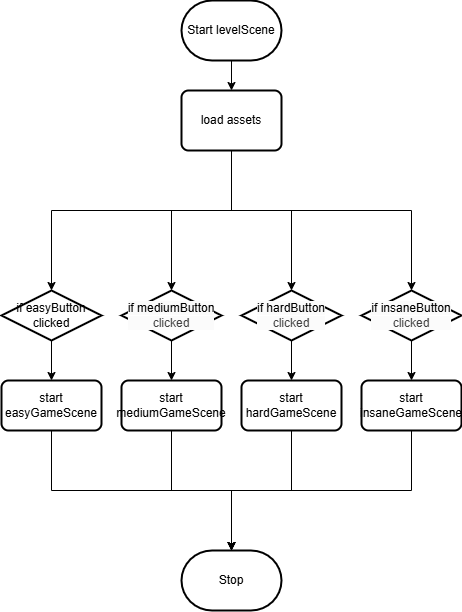 Start levelScene
load assets
if easyButton
clicked
if mediumButton
clicked
if hardButton
clicked
if insaneButton
clicked
start
easyGameScene
start
mediumGameScene
start
hardGameScene
start
insaneGameScene
Stop